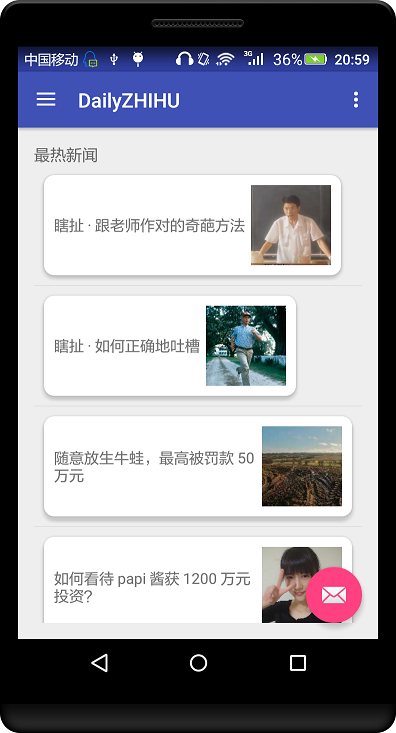 中国移动 3G 36% 20:59
DailyZHIHU
最热新闻
瞎扯 · 跟老师作对的奇葩方法
瞎扯 · 如何正确地吐槽
随意放生牛蛙，最高被罚款 50
万元
如何看待 papi 酱获 1200 万元
投资?